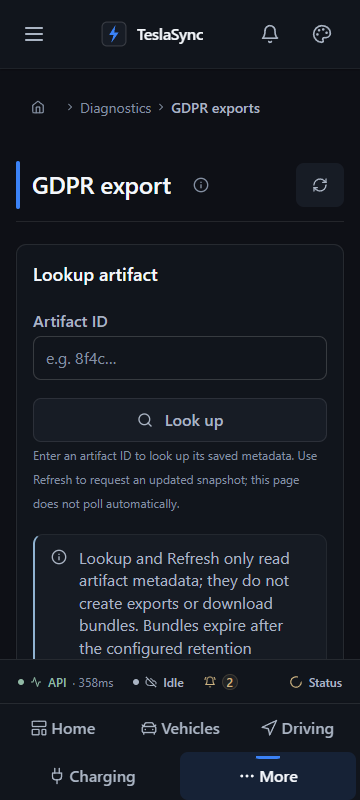 TeslaSync
Diagnostics GDPR exports
GDPR export
Lookup artifact
Artifact ID
e.g. 8f4c...
Look up
Enter an artifact ID to look up its saved metadata. Use
Refresh to request an updated snapshot; this page
does not poll automatically.
Lookup and Refresh only read
artifact metadata; they do not
create exports or download
bundles. Bundles expire after
the configured retention
API · 358ms Idle 2 Status
Home Vehicles Driving
Charging More